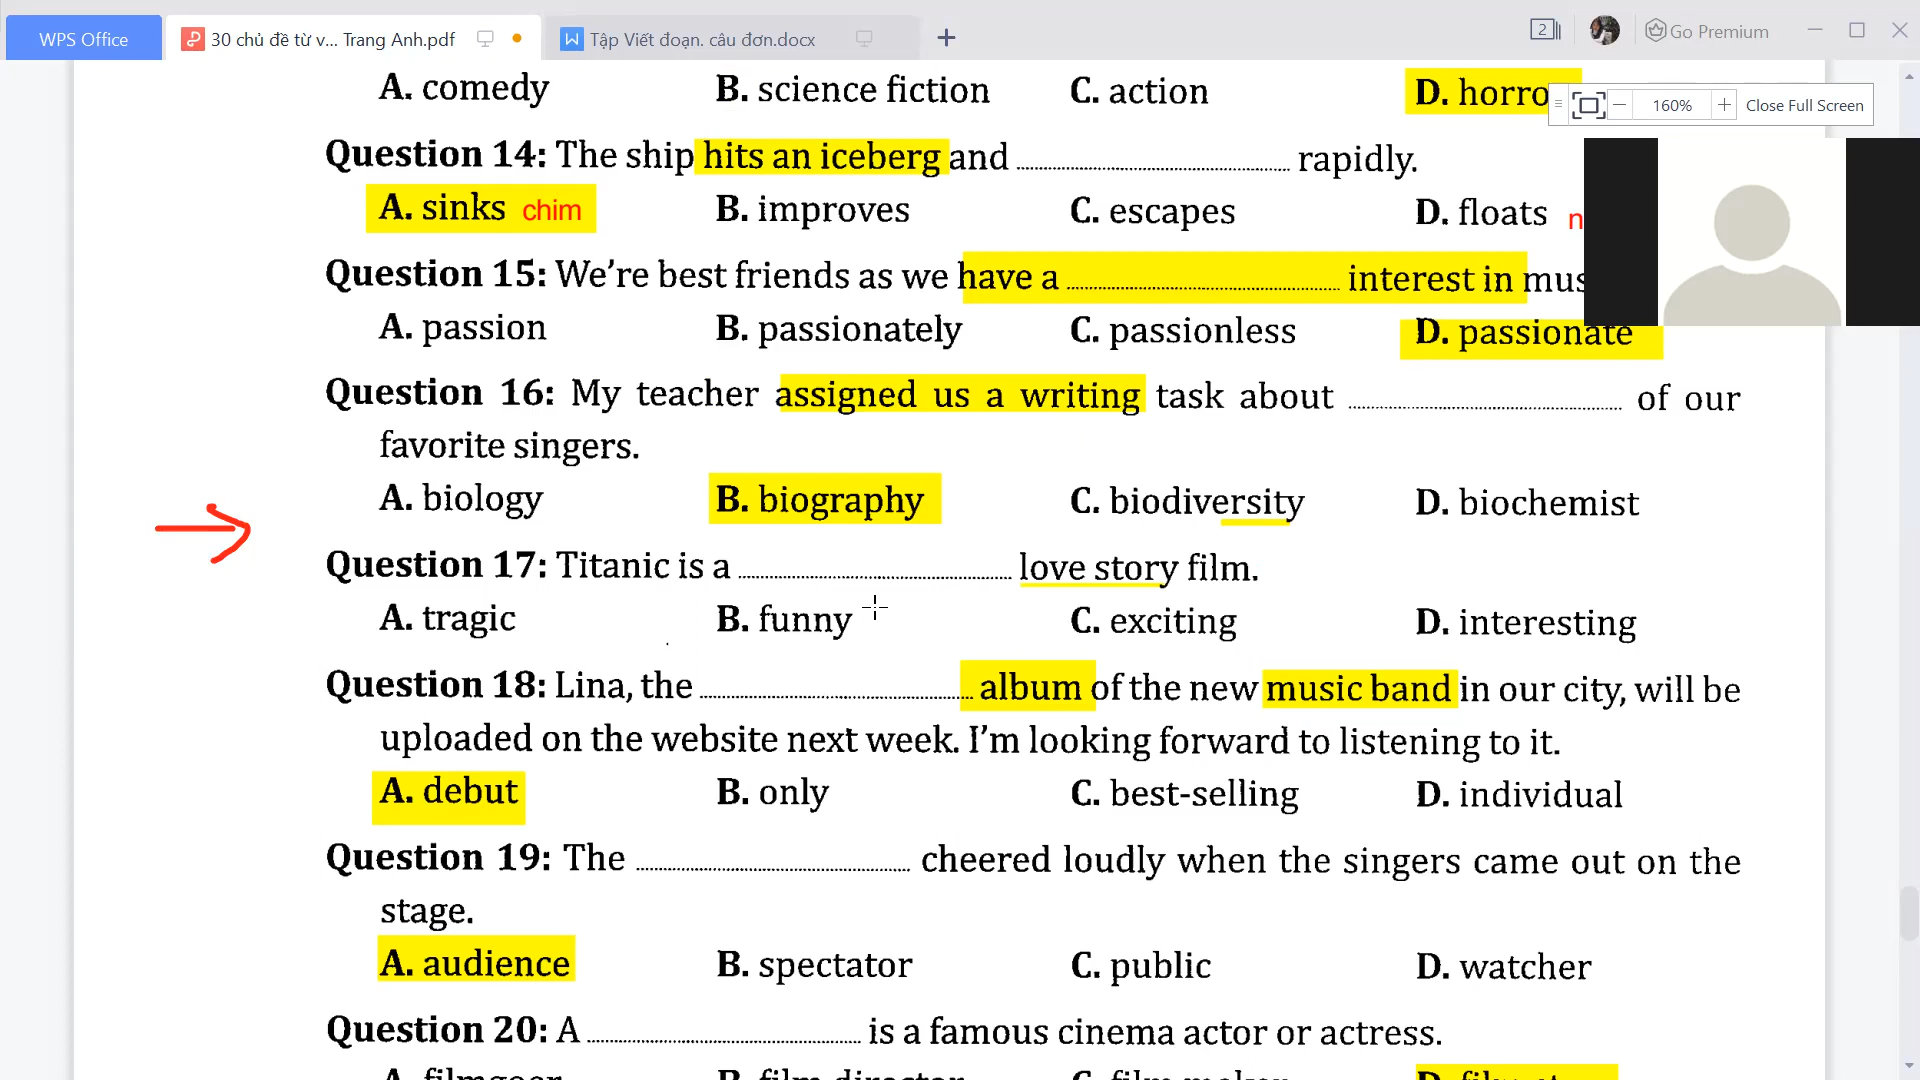 WPS Office
30 chủ đề từ v... Trang Anh.pdf
Tập Viết đoạn. câu đơn.docx
2
Go Premium
A. comedy B. science fiction C. action D. horro
160% Close Full Screen
Question 14: The ship hits an iceberg and ........................ rapidly.
A. sinks chim B. improves C. escapes D. floats n
Question 15: We’re best friends as we have a ........................ interest in mus
A. passion B. passionately C. passionless D. passionate
Question 16: My teacher assigned us a writing task about ........................ of our
favorite singers.
A. biology B. biography C. biodiversity D. biochemist
Question 17: Titanic is a ........................ love story film.
A. tragic B. funny C. exciting D. interesting
Question 18: Lina, the ........................ album of the new music band in our city, will be
uploaded on the website next week. I’m looking forward to listening to it.
A. debut B. only C. best-selling D. individual
Question 19: The ........................ cheered loudly when the singers came out on the
stage.
A. audience B. spectator C. public D. watcher
Question 20: A ........................ is a famous cinema actor or actress.
A. filmgoer B. film director C. film maker D.